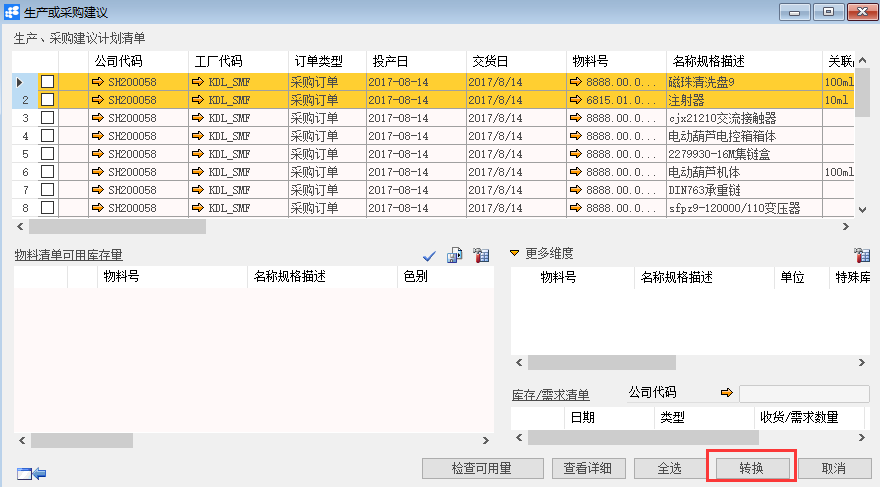 生产或采购建议
生产、采购建议计划清单
公司代码 工厂代码 订单类型 投产日 交货日 物料号 名称规格描述 关联
SH200058 KDL_SMF 采购订单 2017-08-14 2017/8/14 8888.00.0... 磁珠清洗盘9 100ml
2 SH200058 KDL_SMF 采购订单 2017-08-14 2017/8/14 6815.01.0... 注射器 10ml
3 SH200058 KDL_SMF 采购订单 2017-08-14 2017/8/14 8888.00.0... cjx21210交流接触器
4 SH200058 KDL_SMF 采购订单 2017-08-14 2017/8/14 8888.00.0... 电动葫芦电控箱箱体
5 SH200058 KDL_SMF 采购订单 2017-08-14 2017/8/14 8888.00.0... 2279930-16M集链盒
6 SH200058 KDL_SMF 采购订单 2017-08-14 2017/8/14 8888.00.0... 电动葫芦机体 100ml
7 SH200058 KDL_SMF 采购订单 2017-08-14 2017/8/14 8888.00.0... DIN763承重链
8 SH200058 KDL_SMF 采购订单 2017-08-14 2017/8/14 8888.00.0... sfpz9-120000/110变压器
物料清单可用库存量
物料号 名称规格描述 色别
更多维度
物料号 名称规格描述 单位 特殊库
库存/需求清单 公司代码
日期 类型 收货/需求数量
检查可用量 查看详细 全选 转换 取消